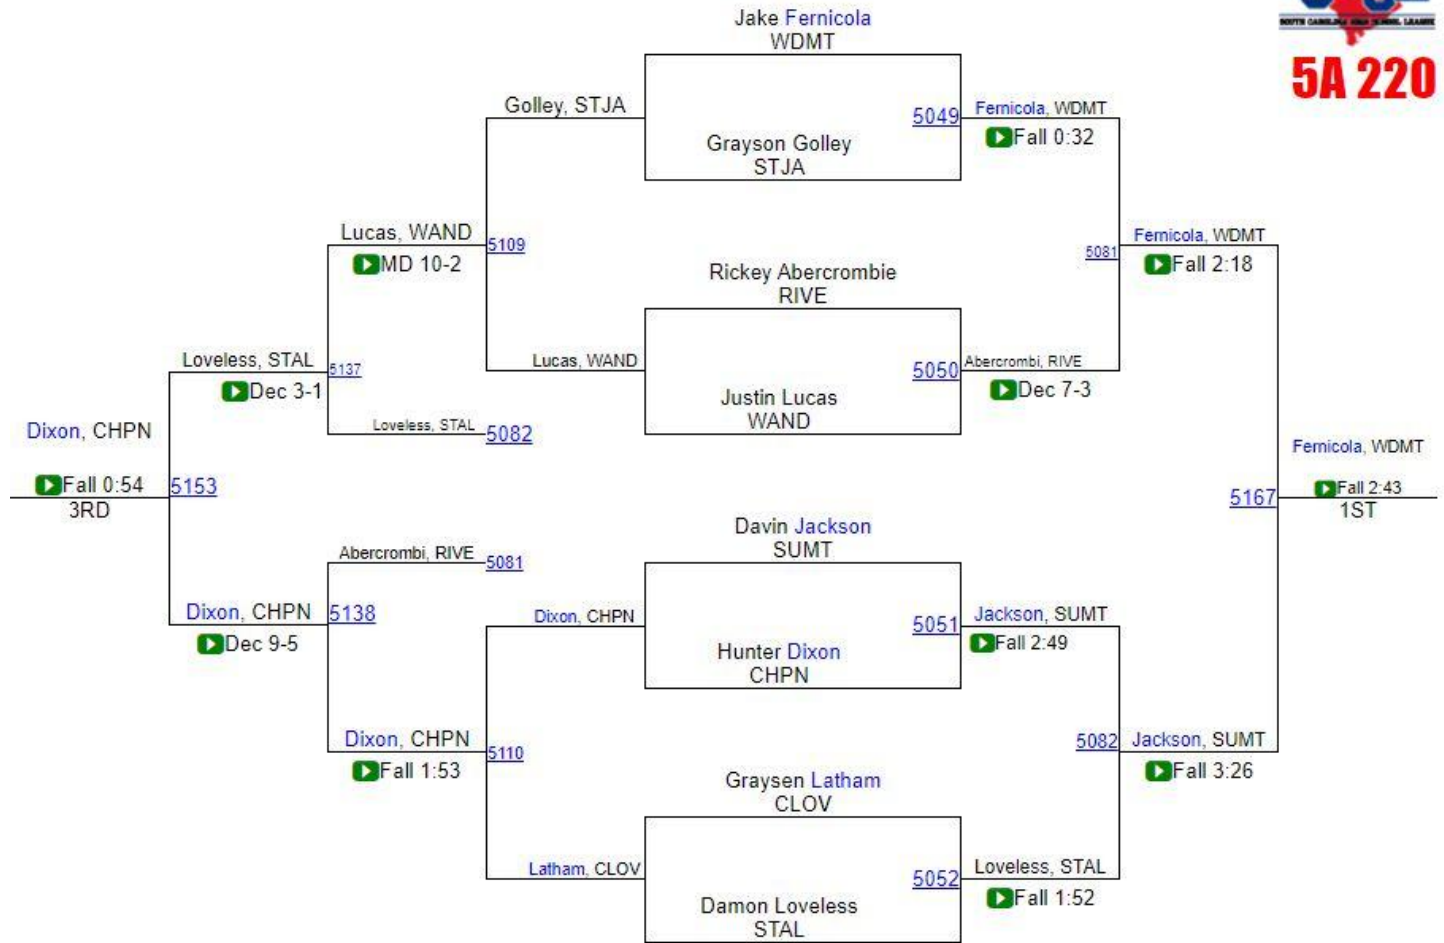 SOUTH CAROLINA HIGH SCHOOL LEAGUE
5A 220
Jake Fernicola
WDMT
Golley, STJA
5049
Fernicola, WDMT
Fall 0:32
Grayson Golley
STJA
Lucas, WAND
5109
MD 10-2
5081
Fernicola, WDMT
Fall 2:18
Rickey Abercrombie
RIVE
Loveless, STAL
5137
Dec 3-1
Lucas, WAND
5050
Abercrombi, RIVE
Dec 7-3
Justin Lucas
WAND
Loveless, STAL
5082
Dixon, CHPN
Fall 0:54
3RD
5153
Fernicola, WDMT
5167
Fall 2:43
1ST
Davin Jackson
SUMT
Abercrombi, RIVE
5081
Dixon, CHPN
5138
Dec 9-5
Dixon, CHPN
5051
Jackson, SUMT
Fall 2:49
Hunter Dixon
CHPN
Dixon, CHPN
5110
Fall 1:53
5082
Jackson, SUMT
Fall 3:26
Graysen Latham
CLOV
Latham, CLOV
5052
Loveless, STAL
Fall 1:52
Damon Loveless
STAL